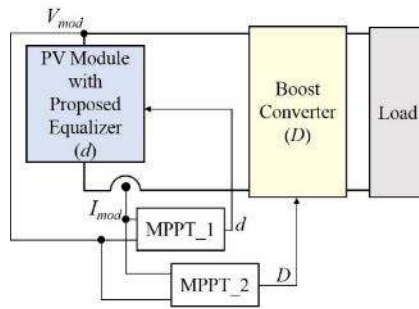 V_mod
PV Module
with
Proposed
Equalizer
(d)
Boost
Converter
(D)
Load
I_mod
MPPT_1
d
MPPT_2
D